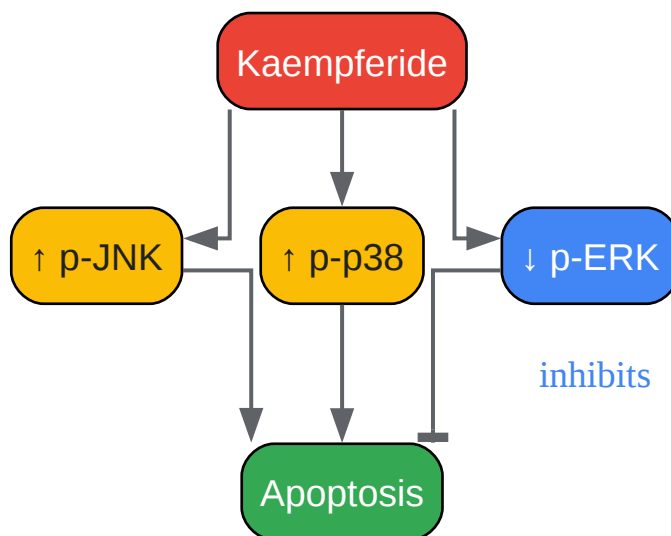 Kaempferide
↑ p-JNK
↑ p-p38
↓ p-ERK
inhibits
Apoptosis